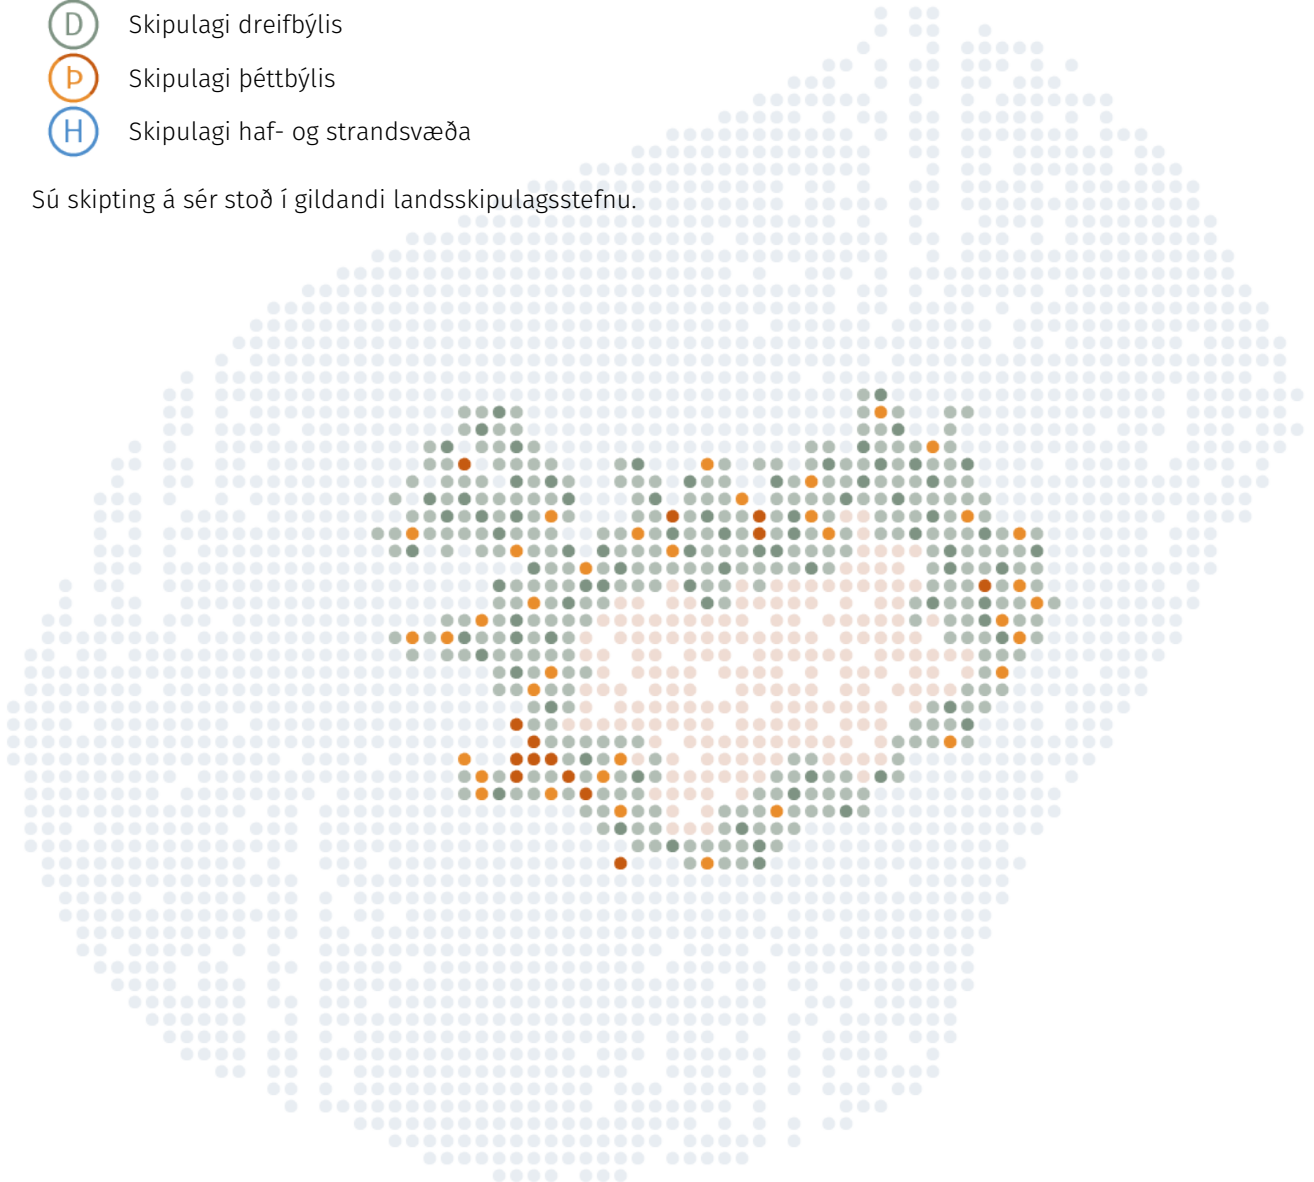 D Skipulagi dreifbýlis
Þ Skipulagi þéttbýlis
H Skipulagi haf- og strandsvæða
Sú skipting á sér stoð í gildandi landsskipulagsstefnu.